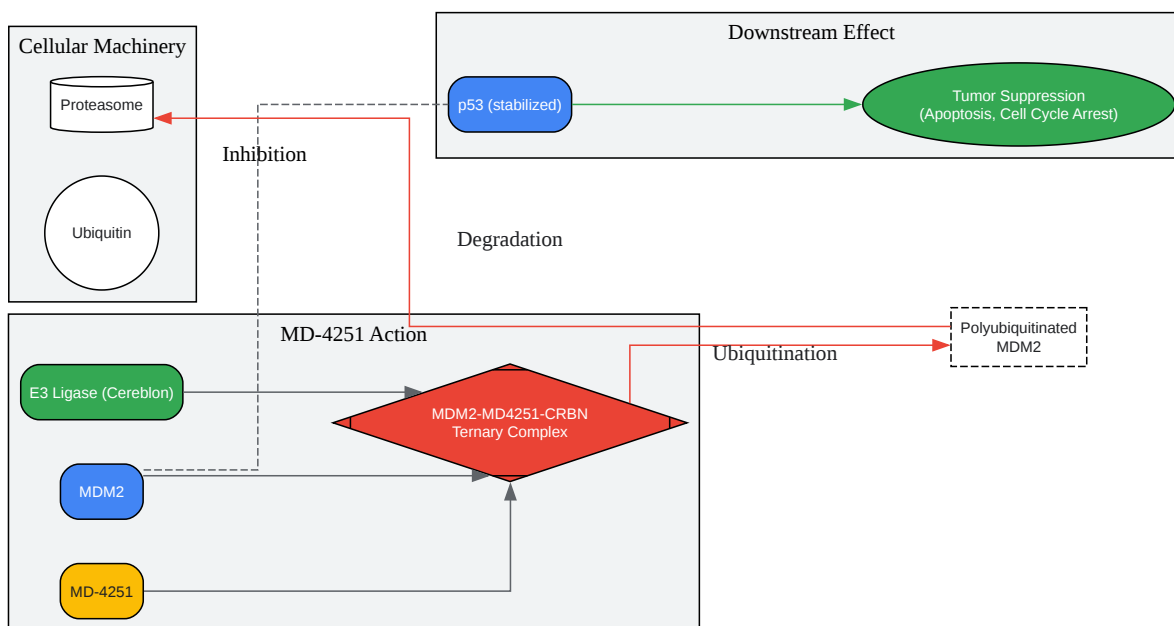 Cellular Machinery
Proteasome
Ubiquitin
Downstream Effect
p53 (stabilized)
Tumor Suppression
(Apoptosis, Cell Cycle Arrest)
Inhibition
Degradation
MD-4251 Action
E3 Ligase (Cereblon)
MDM2
MD-4251
MDM2-MD4251-CRBN
Ternary Complex
Ubiquitination
Polyubiquitinated
MDM2